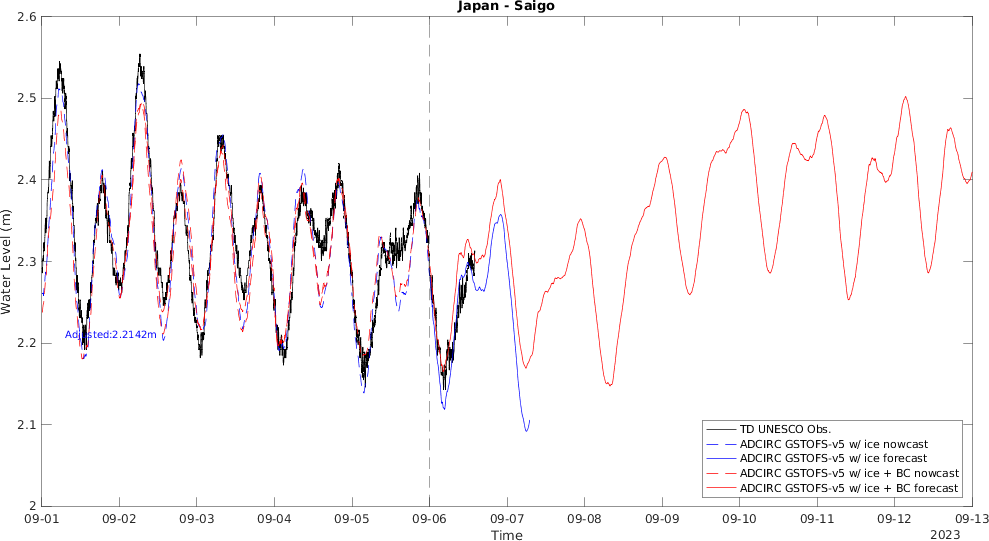 Japan - Saigo
Water Level (m)
2.6
2.5
2.4
2.3
2.2
2.1
2
Adjusted:2.2142m
TD UNESCO Obs.
ADCIRC GSTOFS-v5 w/ ice nowcast
ADCIRC GSTOFS-v5 w/ ice forecast
ADCIRC GSTOFS-v5 w/ ice + BC nowcast
ADCIRC GSTOFS-v5 w/ ice + BC forecast
09-01 09-02 09-03 09-04 09-05 09-06 09-07 09-08 09-09 09-10 09-11 09-12 09-13
Time
2023